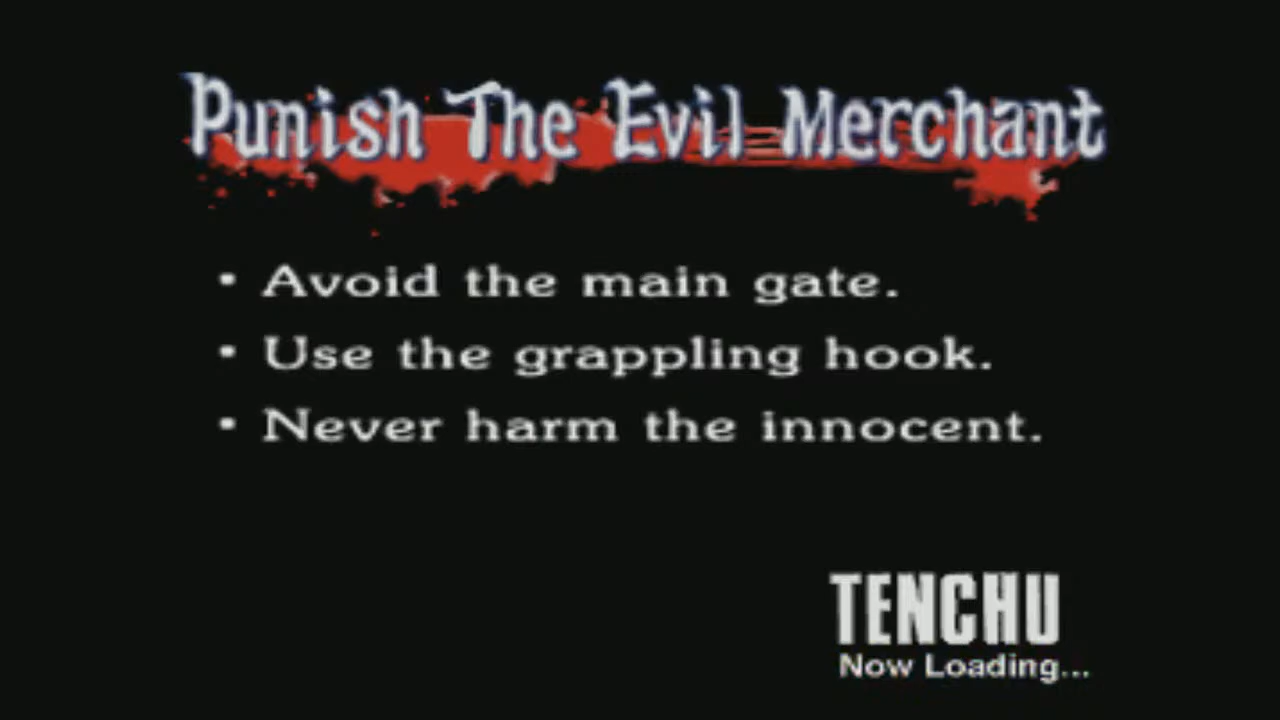 Punish The Evil Merchant
• Avoid the main gate.
• Use the grappling hook.
• Never harm the innocent.
TENCHU
Now Loading...